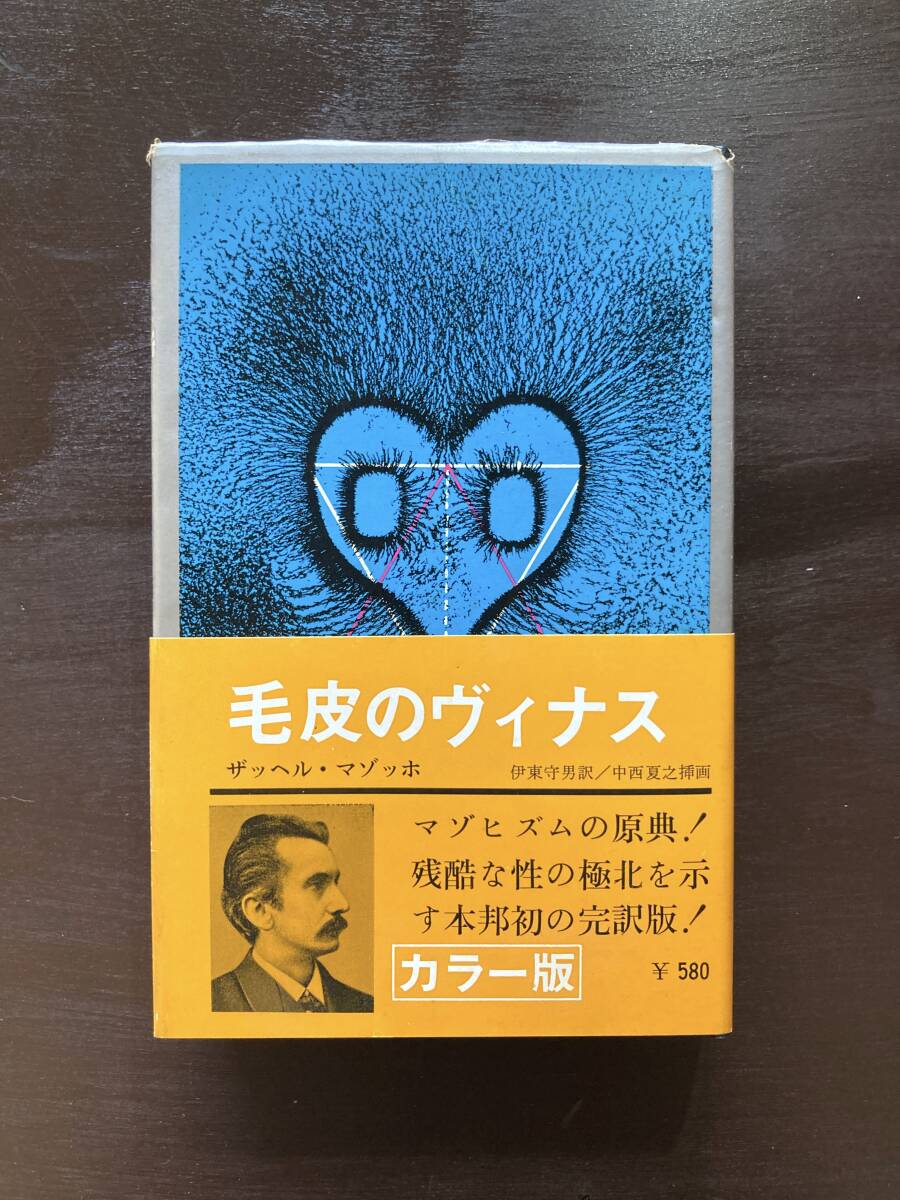 毛皮のヴィナス
ザッヘル・マゾッホ
伊東守男訳／中西夏之挿画
マゾヒズムの原典！
残酷な性の極北を示
す本邦初の完訳版！
カラー版
￥580